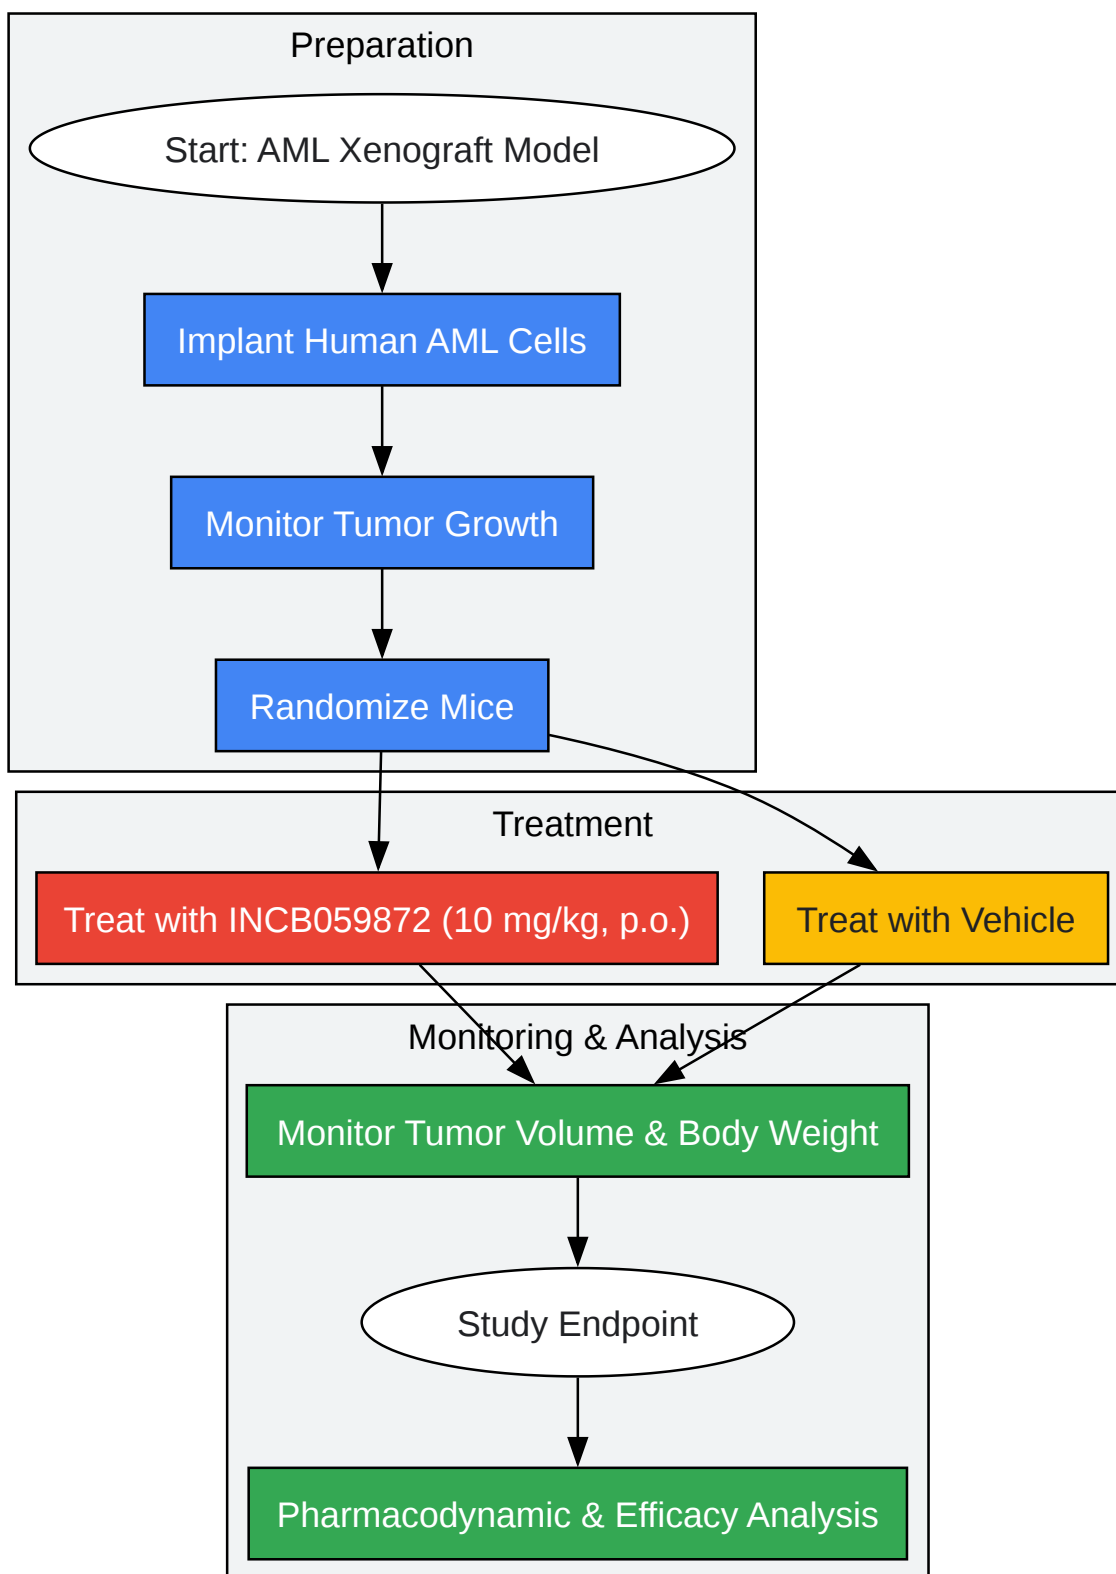 Preparation
Start: AML Xenograft Model
Implant Human AML Cells
Monitor Tumor Growth
Randomize Mice
Treatment
Treat with INCB059872 (10 mg/kg, p.o.)
Treat with Vehicle
Monitoring & Analysis
Monitor Tumor Volume & Body Weight
Study Endpoint
Pharmacodynamic & Efficacy Analysis